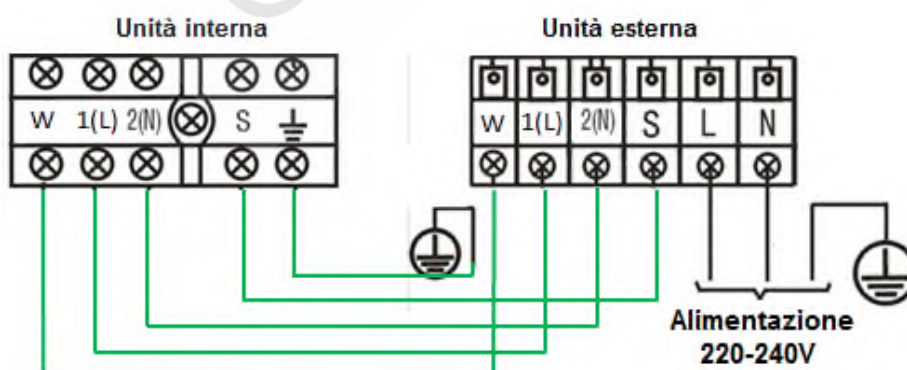 Unità interna
Unità esterna
W 1(L) 2(N) S
W 1(L) 2(N) S L N
Alimentazione
220-240V